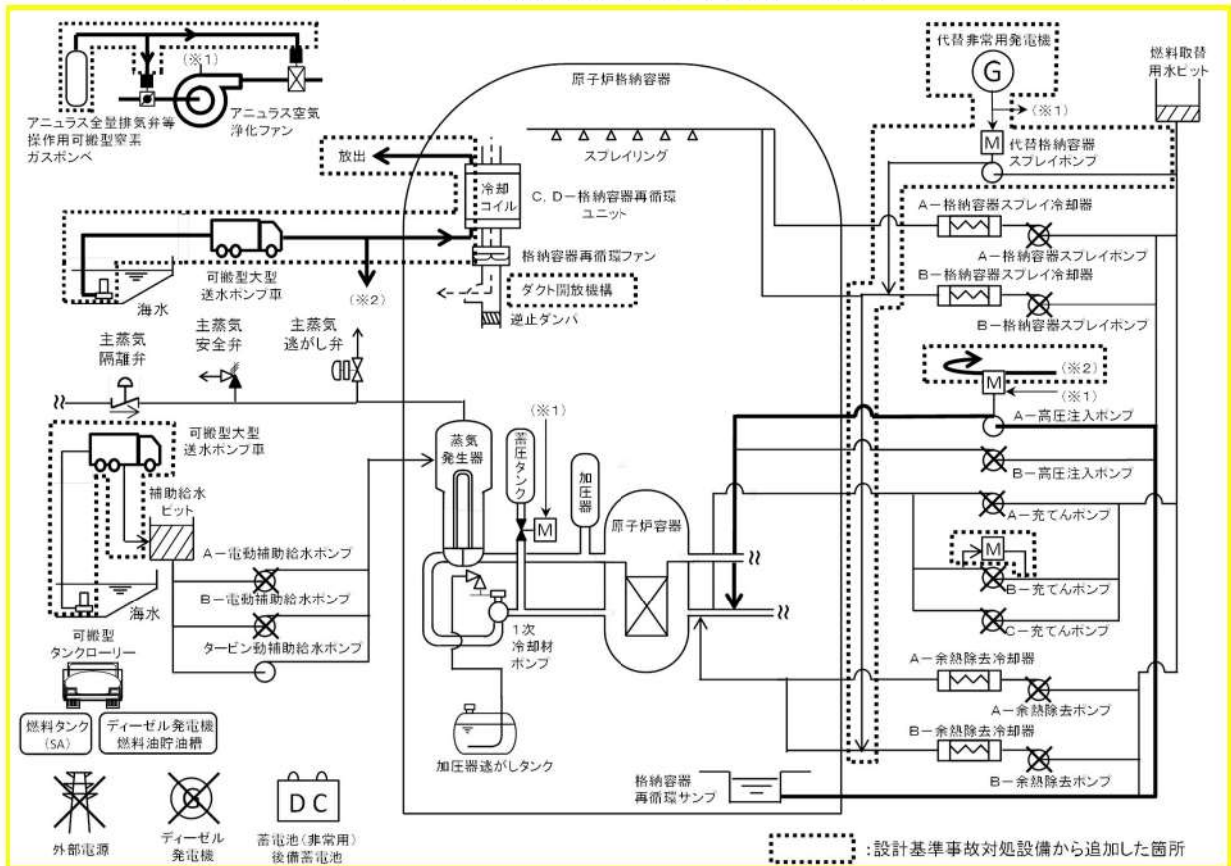 (※1)
アニュラス全量排気弁等
操作用可搬型窒素
ガスボンベ
アニュラス空気
浄化ファン
原子炉格納容器
スプレイリング
代替非常用発電機
G
(※1)
M
代替格納容器
スプレイポンプ
燃料取替
用水ピット
放出
冷却
コイル
C,D－格納容器再循環
ユニット
格納容器再循環ファン
ダクト開放機構
逆止ダンパ
可搬型大型
送水ポンプ車
海水
(※2)
A－格納容器スプレイ冷却器
A－格納容器スプレイポンプ
B－格納容器スプレイ冷却器
B－格納容器スプレイポンプ
主蒸気
隔離弁
主蒸気
安全弁
主蒸気
逃がし弁
(※2)
M
(※1)
A－高圧注入ポンプ
B－高圧注入ポンプ
A－充てんポンプ
M
B－充てんポンプ
C－充てんポンプ
可搬型大型
送水ポンプ車
補助給水
ピット
海水
A－電動補助給水ポンプ
B－電動補助給水ポンプ
タービン動補助給水ポンプ
蒸気
発生器
蓄圧タンク
(※1)
M
加圧器
原子炉容器
1次
冷却材
ポンプ
加圧器逃がしタンク
A－余熱除去冷却器
A－余熱除去ポンプ
B－余熱除去冷却器
B－余熱除去ポンプ
格納容器
再循環サンプ
可搬型
タンクローリー
燃料タンク
(SA)
ディーゼル発電機
燃料油貯油槽
外部電源
ディーゼル
発電機
DC
蓄電池(非常用)
後備蓄電池
:設計基準事故対処設備から追加した箇所